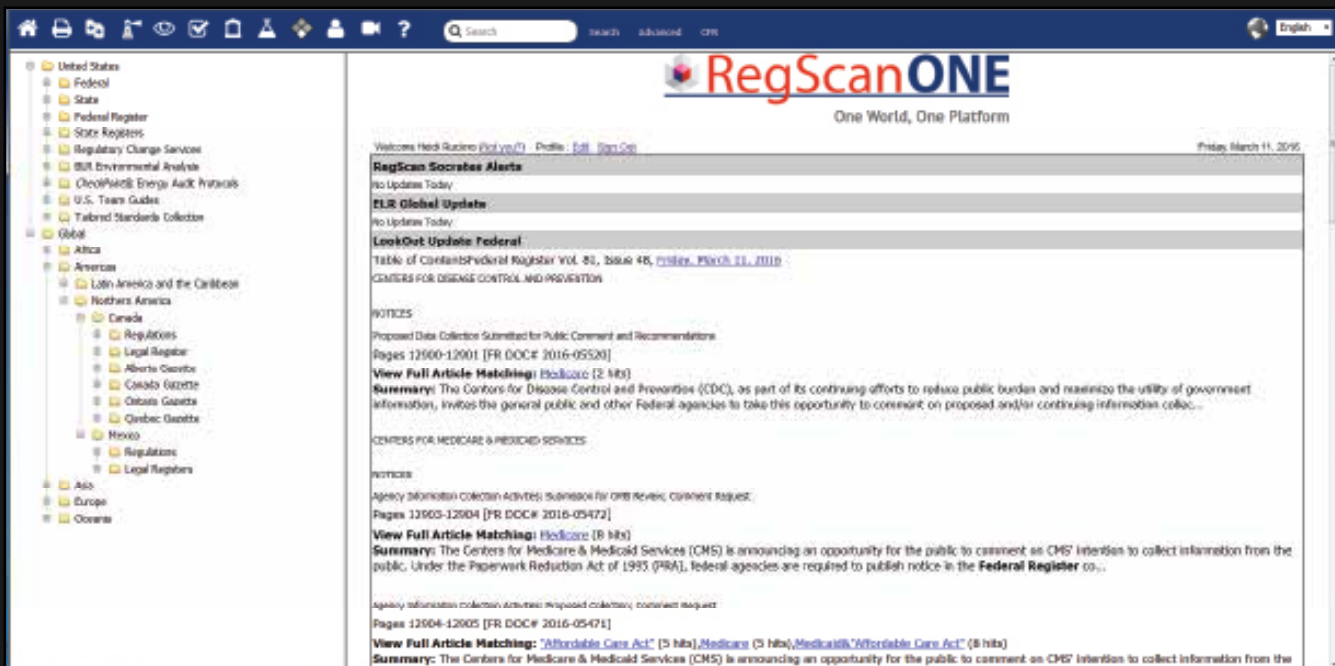 Search
search advanced CFR
English
United States
Federal
State
Federal Register
State Registers
Regulatory Change Services
Environmental Analysis
CheckPoint® Energy Audit Protocols
U.S. Team Guides
Tailored Standards Collection
Global
Africa
Americas
Latin America and the Caribbean
Northern America
Canada
Regulations
Legal Register
Alberta Gazette
Canada Gazette
Ontario Gazette
Quebec Gazette
Mexico
Regulations
Legal Registers
Asia
Europe
Oceania
RegScanONE
One World, One Platform
Welcome Heidi (Not you?) Profile : Edit Sign Out
Friday, March 11, 2016
RegScan Socrates Alerts
No Updates Today
ELR Global Update
No Updates Today
LookOut Update Federal
Table of ContentsFederal Register Vol. 81, Issue 48, Friday, March 11, 2016
CENTERS FOR DISEASE CONTROL AND PREVENTION
NOTICES
Proposed Data Collection Submitted for Public Comment and Recommendations
Pages 12900-12901 [FR DOC# 2016-05520]
View Full Article Matching: Medicare (2 hits)
Summary: The Centers for Disease Control and Prevention (CDC), as part of its continuing efforts to reduce public burden and maximize the utility of government
information, invites the general public and other Federal agencies to take this opportunity to comment on proposed and/or continuing information collec...
CENTERS FOR MEDICARE & MEDICAID SERVICES
NOTICES
Agency Information Collection Activities; Submission for OMB Review; Comment Request
Pages 12903-12904 [FR DOC# 2016-05472]
View Full Article Matching: Medicare (8 hits)
Summary: The Centers for Medicare & Medicaid Services (CMS) is announcing an opportunity for the public to comment on CMS' intention to collect information from the
public. Under the Paperwork Reduction Act of 1995 (PRA), federal agencies are required to publish notice in the Federal Register co...
Agency Information Collection Activities: Proposed Collection; Comment Request
Pages 12904-12905 [FR DOC# 2016-05471]
View Full Article Matching: "Affordable Care Act" (5 hits),Medicare (5 hits),Medicaid&"Affordable Care Act" (8 hits)
Summary: The Centers for Medicare & Medicaid Services (CMS) is announcing an opportunity for the public to comment on CMS' intention to collect information from the